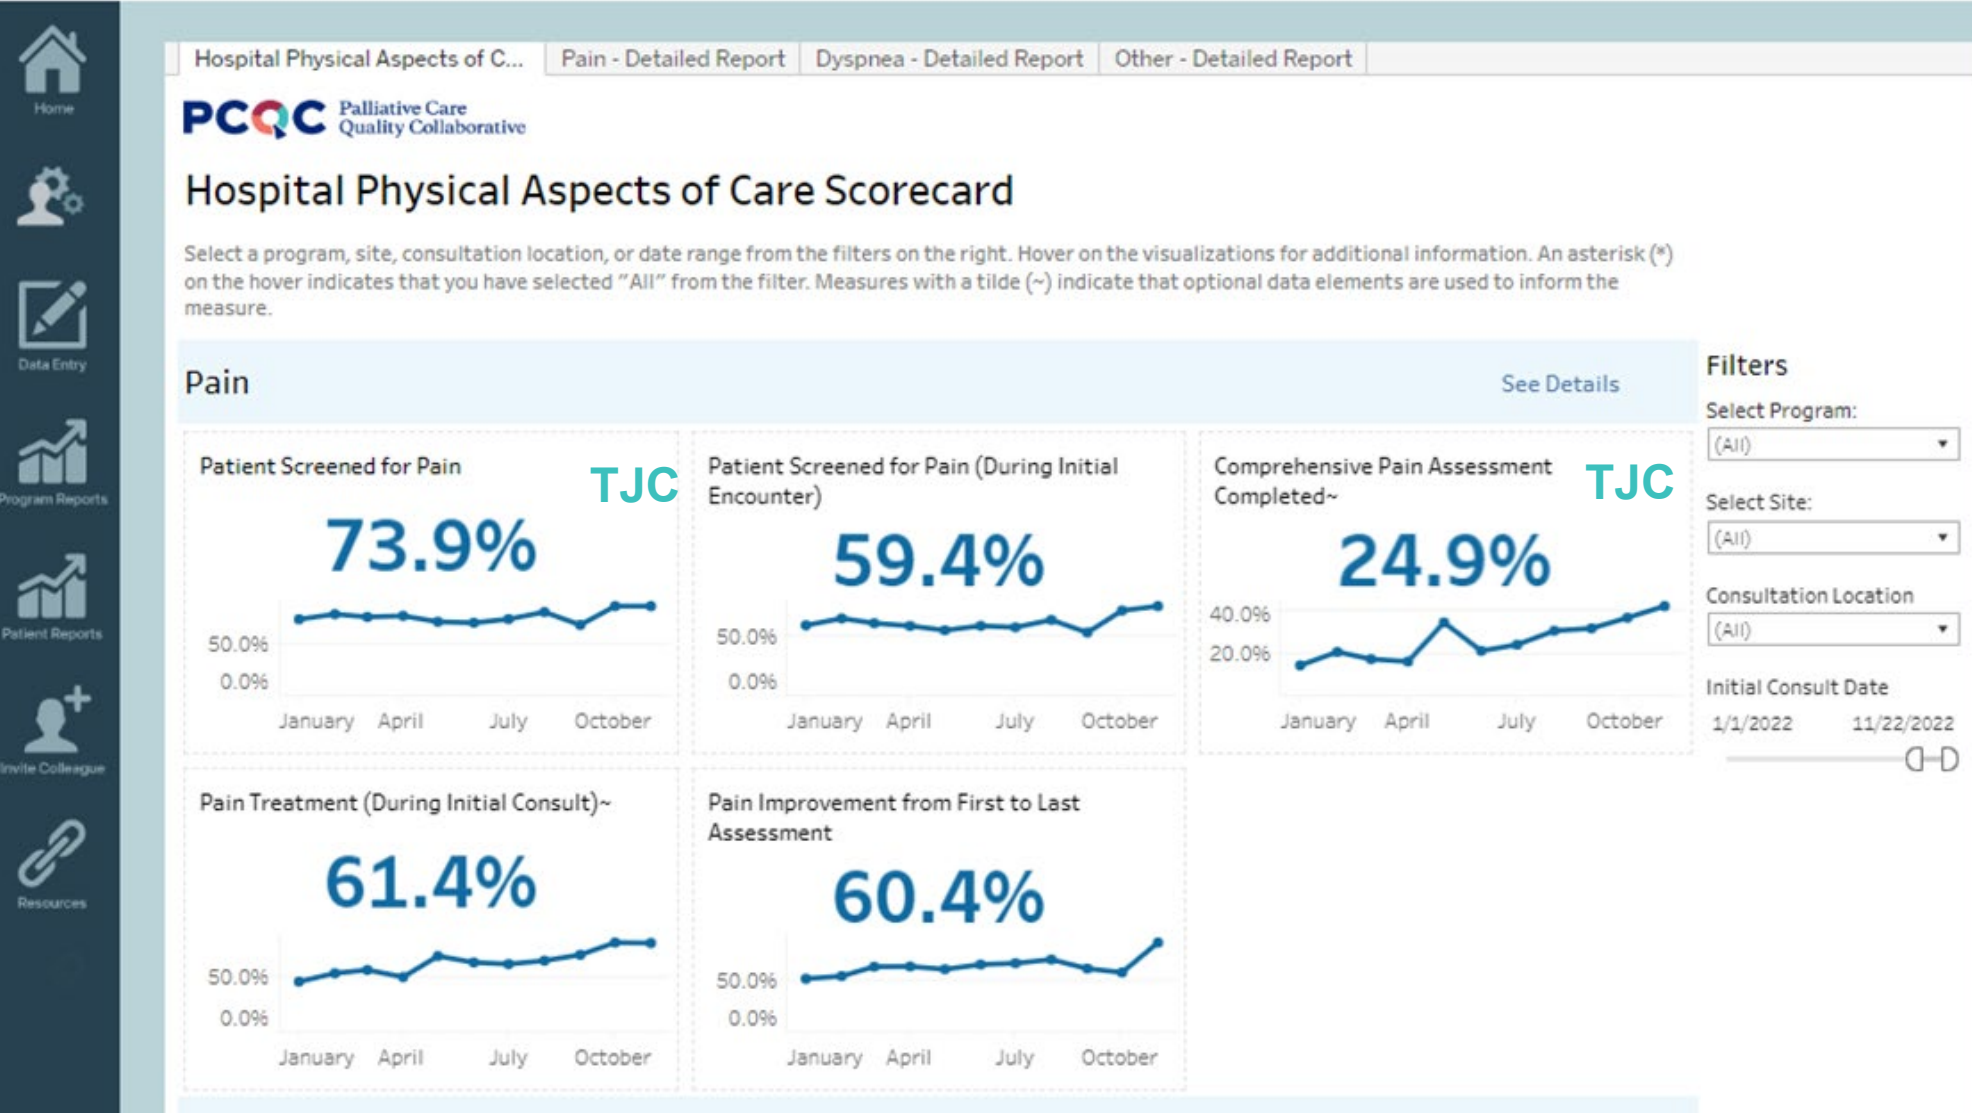 Home
Data Entry
Program Reports
Patient Reports
Invite Colleague
Resources
Hospital Physical Aspects of C...
Pain - Detailed Report
Dyspnea - Detailed Report
Other - Detailed Report
PCQC
Palliative Care
Quality Collaborative
Hospital Physical Aspects of Care Scorecard
Select a program, site, consultation location, or date range from the filters on the right. Hover on the visualizations for additional information. An asterisk (*)
on the hover indicates that you have selected "All" from the filter. Measures with a tilde (~) indicate that optional data elements are used to inform the
measure.
Pain
See Details
Patient Screened for Pain
TJC
73.9%
50.0%
0.0%
January April July October
Patient Screened for Pain (During Initial
Encounter)
59.4%
50.0%
0.0%
January April July October
Comprehensive Pain Assessment
Completed~
TJC
24.9%
40.0%
20.0%
January April July October
Pain Treatment (During Initial Consult)~
61.4%
50.0%
0.0%
January April July October
Pain Improvement from First to Last
Assessment
60.4%
50.0%
0.0%
January April July October
Filters
Select Program:
(All)
Select Site:
(All)
Consultation Location
(All)
Initial Consult Date
1/1/2022 11/22/2022